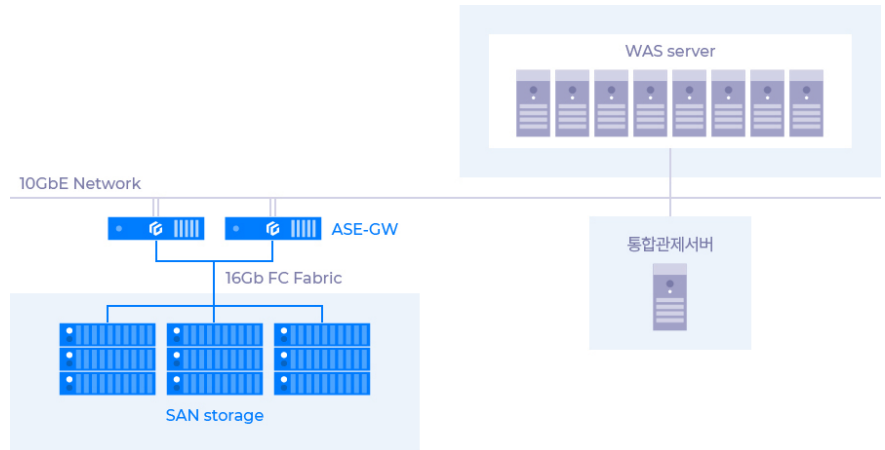 WAS server
10GbE Network
ASE-GW
통합관제서버
16Gb FC Fabric
SAN storage